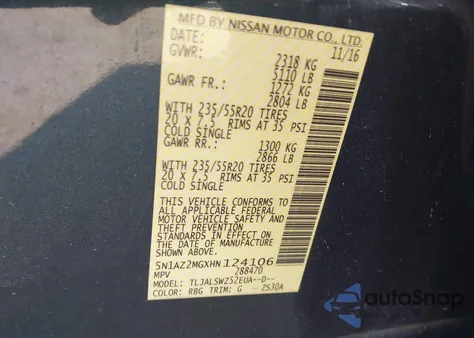 MFD BY NISSAN MOTOR CO., LTD.
DATE: 11/16
GVWR: 2318 KG
5110 LB
GAWR FR.: 1272 KG
2804 LB
WITH 235/55R20 TIRES
20 X 7.5 RIMS AT 35 PSI
COLD SINGLE
GAWR RR.: 1300 KG
2866 LB
WITH 235/55R20 TIRES
20 X 7.5 RIMS AT 35 PSI
COLD SINGLE
THIS VEHICLE CONFORMS TO
ALL APPLICABLE FEDERAL
MOTOR VEHICLE SAFETY AND
THEFT PREVENTION STANDARDS
IN EFFECT ON THE DATE OF
MANUFACTURE SHOWN ABOVE.
5N1AZ2MGXHN124106
MPV 288470
MODEL: TLJALSWZ52EUA--D--
COLOR: RBG TRIM: G ZS30A
autoSnap